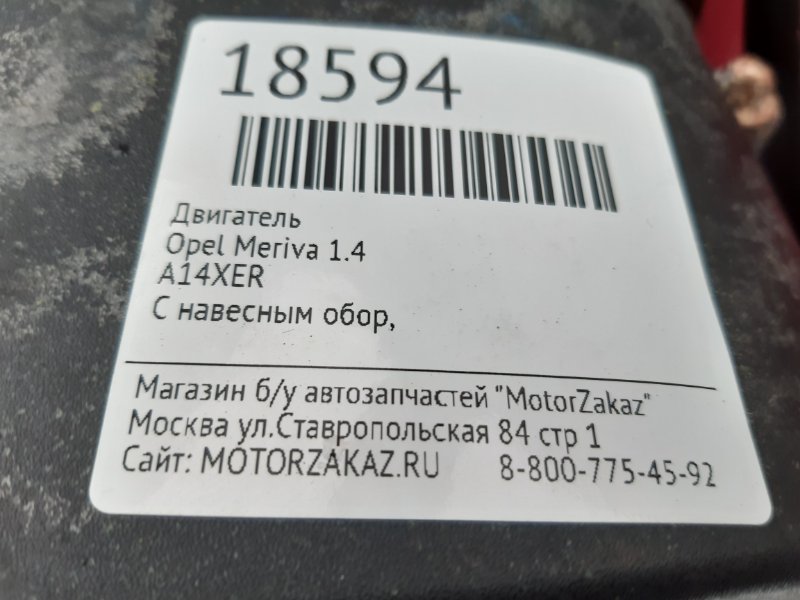 18594
Двигатель
Opel Meriva 1.4
A14XER
С навесным обор,
Магазин б/у автозапчастей "MotorZakaz"
Москва ул.Ставропольская 84 стр 1
Сайт: MOTORZAKAZ.RU 8-800-775-45-92